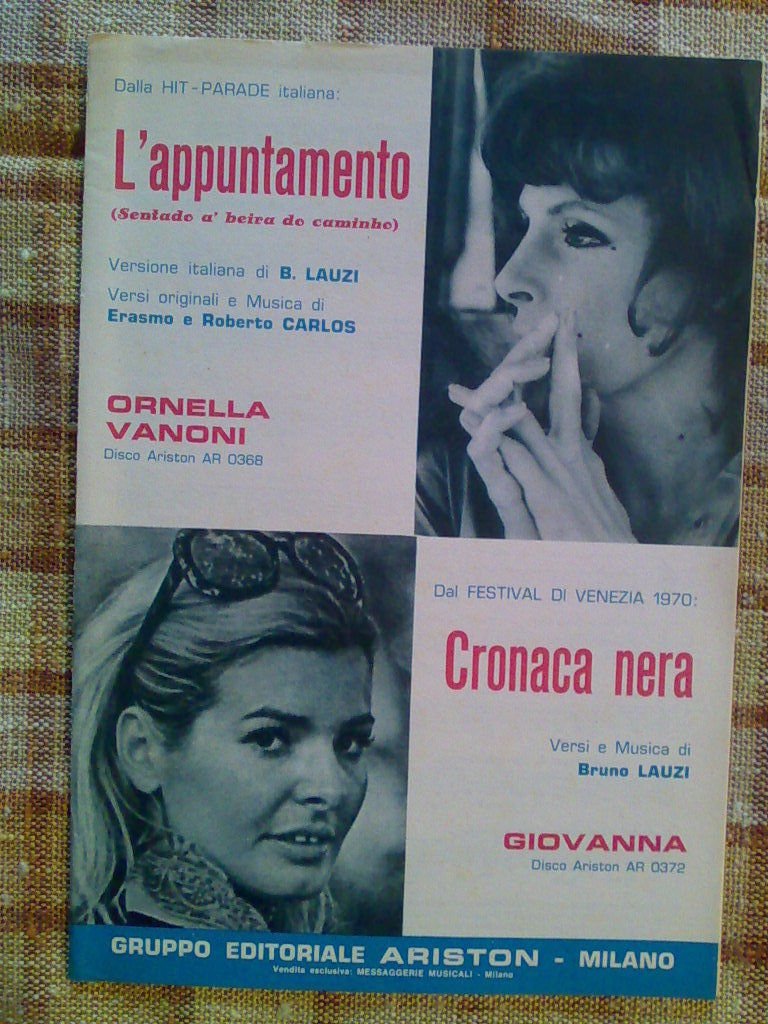 Dalla HIT-PARADE italiana:
L'appuntamento
(Sentado a' beira do caminho)
Versione italiana di B. LAUZI
Versi originali e Musica di
Erasmo e Roberto CARLOS
ORNELLA
VANONI
Disco Ariston AR 0368
Dal FESTIVAL DI VENEZIA 1970:
Cronaca nera
Versi e Musica di
Bruno LAUZI
GIOVANNA
Disco Ariston AR 0372
GRUPPO EDITORIALE ARISTON - MILANO
Vendita esclusiva: MESSAGGERIE MUSICALI - Milano